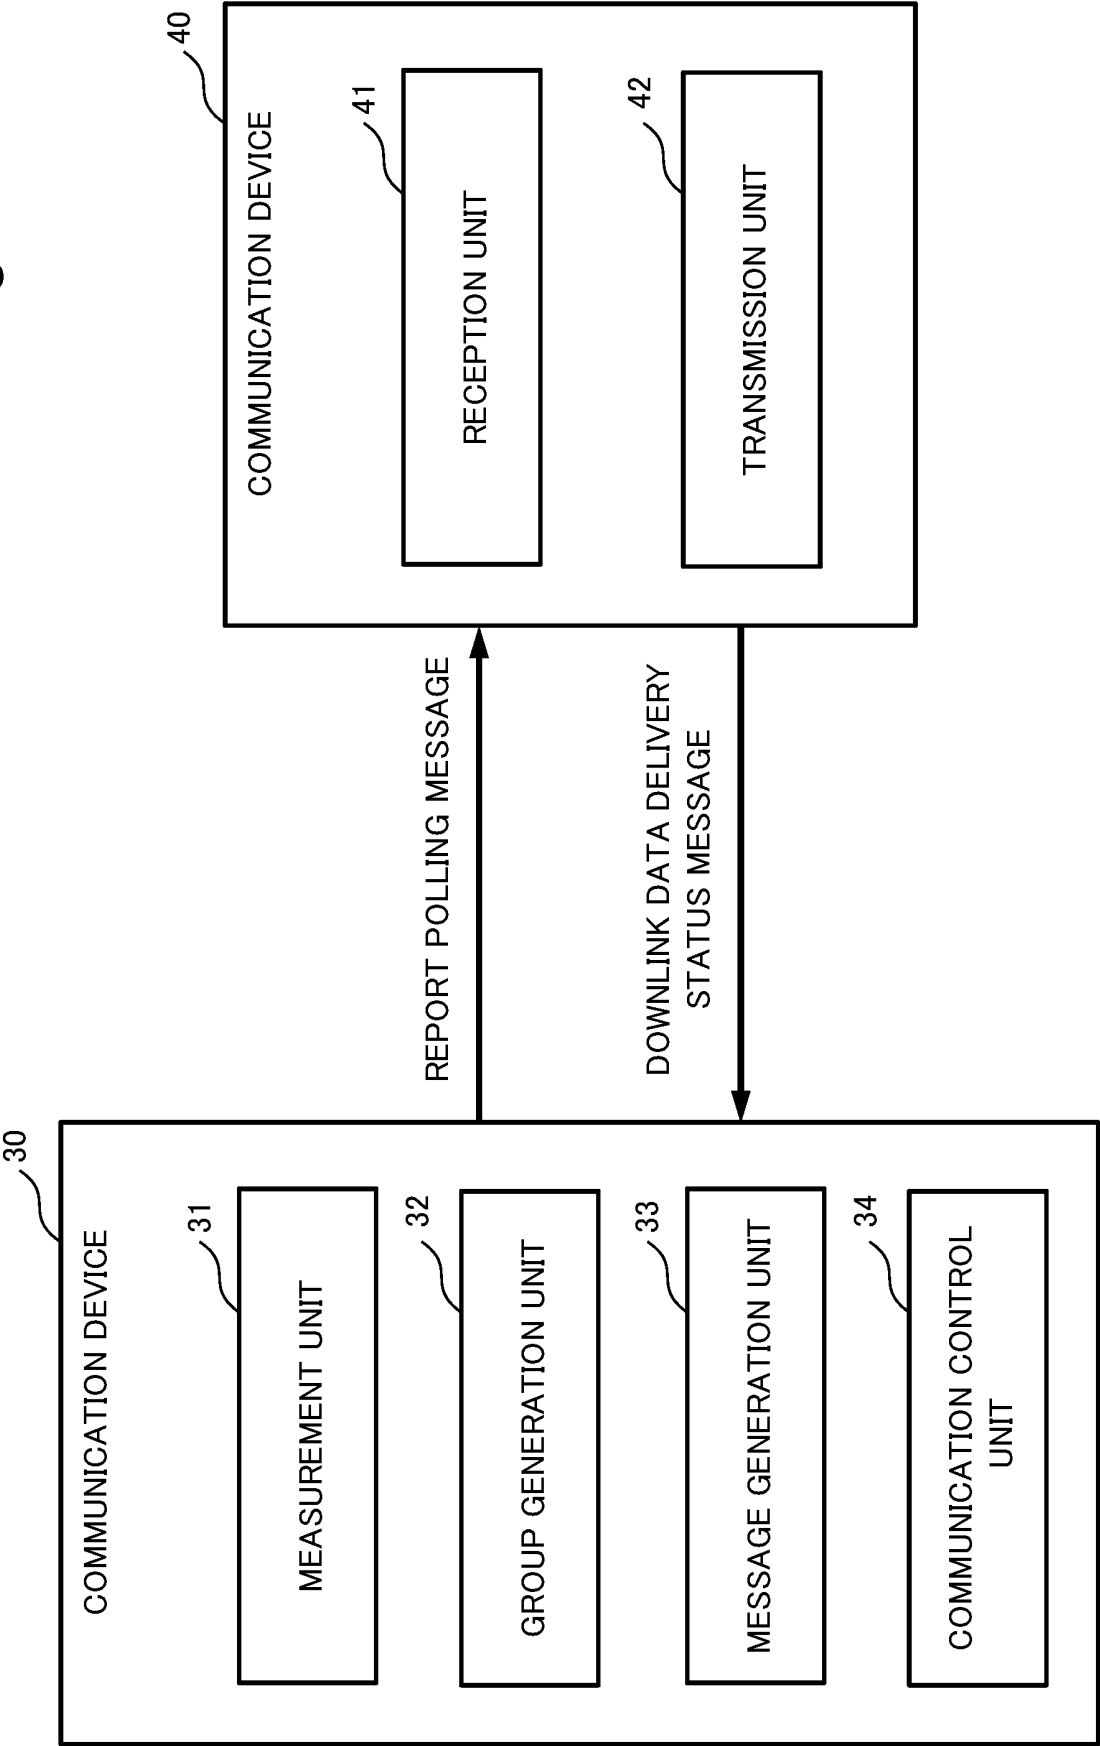 30
COMMUNICATION DEVICE
31
MEASUREMENT UNIT
32
GROUP GENERATION UNIT
33
MESSAGE GENERATION UNIT
34
COMMUNICATION CONTROL
UNIT
REPORT POLLING MESSAGE
DOWNLINK DATA DELIVERY
STATUS MESSAGE
40
COMMUNICATION DEVICE
41
RECEPTION UNIT
42
TRANSMISSION UNIT